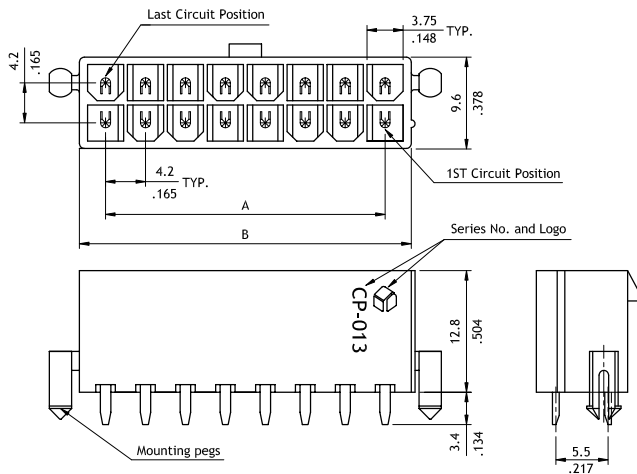 Last Circuit Position
3.75
.148
TYP.
4.2
.165
9.6
.378
4.2
.165
TYP.
1ST Circuit Position
A
B
Series No. and Logo
CP-013
12.8
.504
3.4
.134
Mounting pegs
5.5
.217